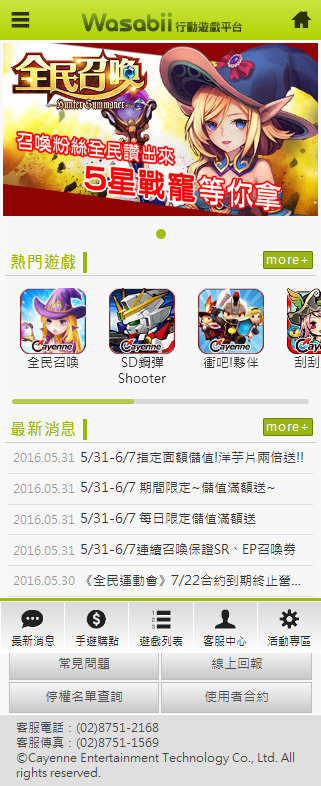 Wasabii 行動遊戲平台
全民召喚
Hunter Summoner
召喚粉絲全民讚出來
5星戰寵等你拿
熱門遊戲
more+
Cayenne
Cayenne
Cayenne
全民召喚
SD鋼彈
Shooter
衝吧!夥伴
刮刮
最新消息
more+
2016.05.31 5/31-6/7指定面額儲值!洋芋片兩倍送!!
2016.05.31 5/31-6/7 期間限定~儲值滿額送~
2016.05.31 5/31-6/7 每日限定儲值滿額送
2016.05.31 5/31-6/7連續召喚保證SR、EP召喚券
2016.05.30 《全民運動會》7/22合約到期終止營...
最新消息
手遊購點
遊戲列表
客服中心
活動專區
常見問題
線上回報
停權名單查詢
使用者合約
客服電話：(02)8751-2168
客服傳真：(02)8751-1569
©Cayenne Entertainment Technology Co., Ltd. All
rights reserved.